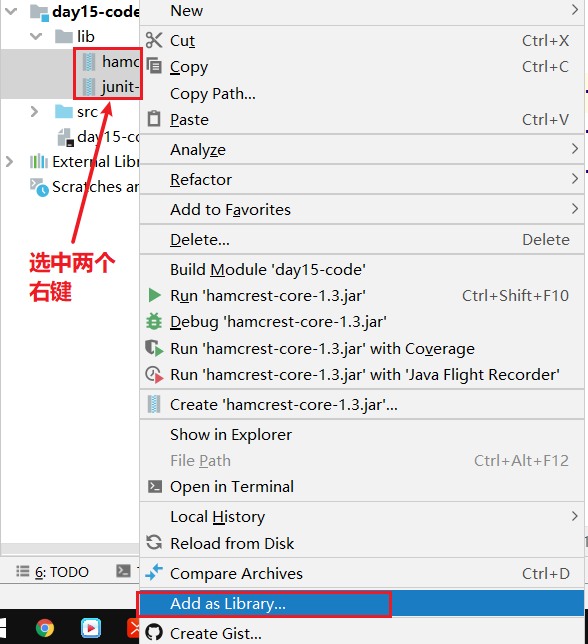 day15-code
lib
hamc
junit-
src
day15-co
External Lib
Scratches an
选中两个
右键
6: TODO
New
Cut Ctrl+X
Copy Ctrl+C
Copy Path...
Paste Ctrl+V
Analyze
Refactor
Add to Favorites
Delete... Delete
Build Module 'day15-code'
Run 'hamcrest-core-1.3.jar' Ctrl+Shift+F10
Debug 'hamcrest-core-1.3.jar'
Run 'hamcrest-core-1.3.jar' with Coverage
Run 'hamcrest-core-1.3.jar' with 'Java Flight Recorder'
Create 'hamcrest-core-1.3.jar'...
Show in Explorer
File Path Ctrl+Alt+F12
Open in Terminal
Local History
Reload from Disk
Compare Archives Ctrl+D
Add as Library...
Create Gist...